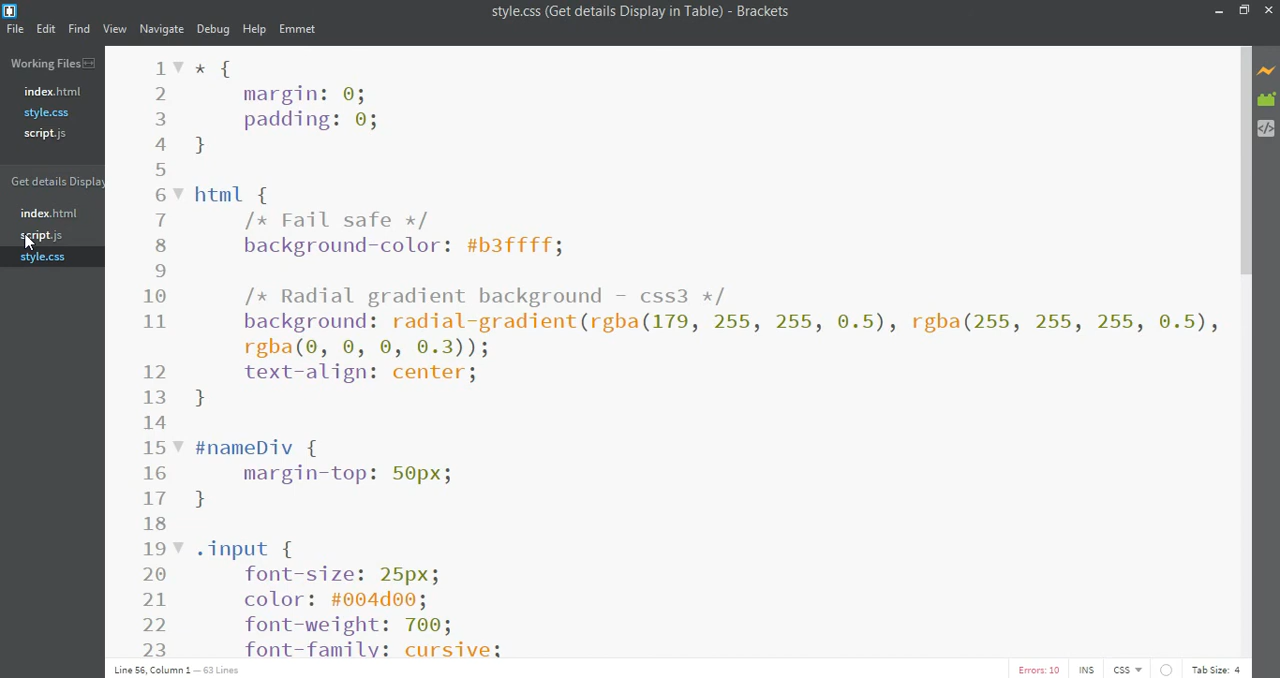 style.css (Get details Display in Table) - Brackets
File Edit Find View Navigate Debug Help Emmet
Working Files
index.html
style.css
script.js
Get details Display
index.html
script.js
style.css
1 * {
2 margin: 0;
3 padding: 0;
4 }
5
6 html {
7 /* Fail safe */
8 background-color: #b3ffff;
9
10 /* Radial gradient background - css3 */
11 background: radial-gradient(rgba(179, 255, 255, 0.5), rgba(255, 255, 255, 0.5),
rgba(0, 0, 0, 0.3));
12 text-align: center;
13 }
14
15 #nameDiv {
16 margin-top: 50px;
17 }
18
19 .input {
20 font-size: 25px;
21 color: #004d00;
22 font-weight: 700;
23 font-family: cursive;
Line 56, Column 1 — 63 Lines
Errors: 10 INS CSS Tab Size: 4